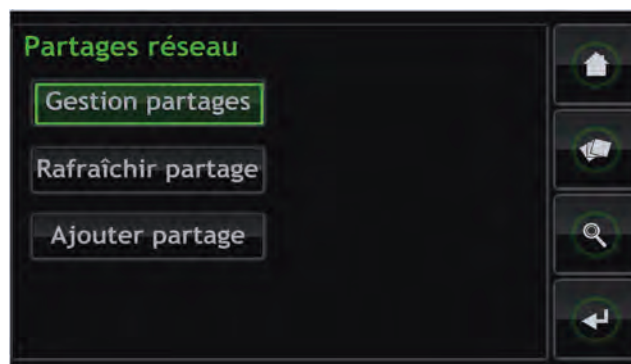 Partages réseau
Gestion partages
Rafraîchir partage
Ajouter partage